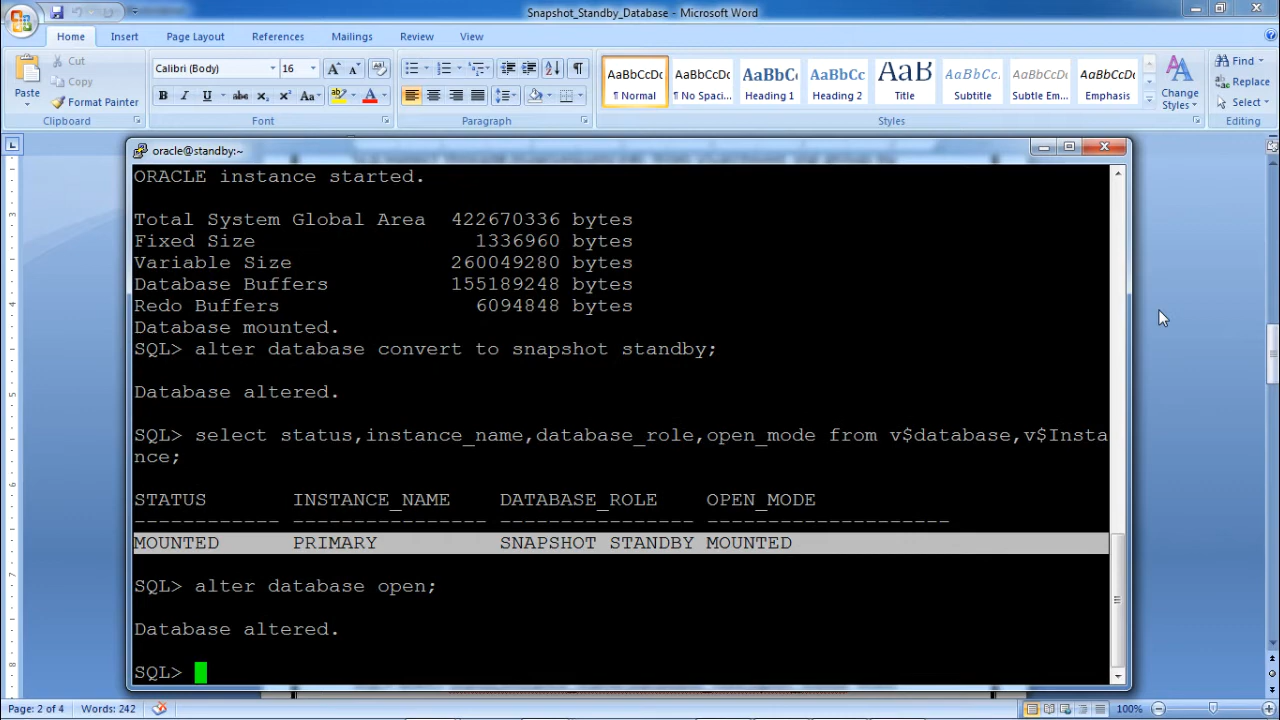 Snapshot_Standby_Database - Microsoft Word
Home Insert Page Layout References Mailings Review View
Paste
Cut
Copy
Format Painter
Clipboard
Calibri (Body) 16
Font
Paragraph
AaBbCcDc AaBbCcDc AaBbCc AaBbCc AaB AaBbCc. AaBbCcDc AaBbCcDc
¶ Normal ¶ No Spaci... Heading 1 Heading 2 Title Subtitle Subtle Em... Emphasis
Change Styles
Styles
Find
Replace
Select
Editing
oracle@standby:~
ORACLE instance started.
Total System Global Area 422670336 bytes
Fixed Size 1336960 bytes
Variable Size 260049280 bytes
Database Buffers 155189248 bytes
Redo Buffers 6094848 bytes
Database mounted.
SQL> alter database convert to snapshot standby;
Database altered.
SQL> select status,instance_name,database_role,open_mode from v$database,v$Insta
nce;
STATUS INSTANCE_NAME DATABASE_ROLE OPEN_MODE
------------ ---------------- ---------------- --------------------
MOUNTED PRIMARY SNAPSHOT STANDBY MOUNTED
SQL> alter database open;
Database altered.
SQL>
Page: 2 of 4 Words: 242 100%